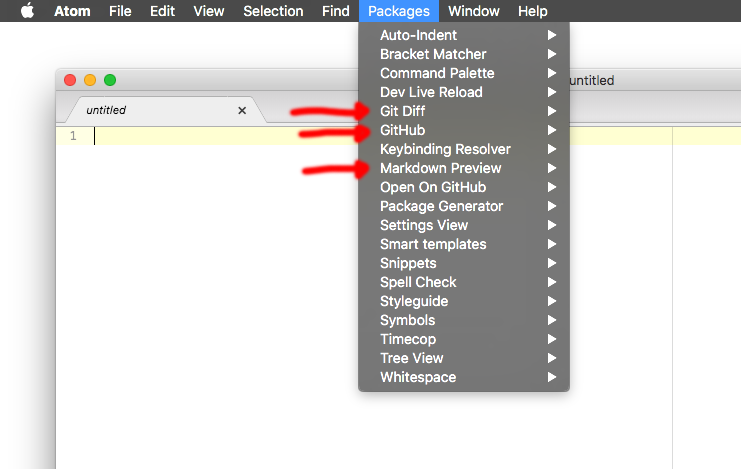 Atom File Edit View Selection Find Packages Window Help
untitled
untitled
1
Auto-Indent
Bracket Matcher
Command Palette
Dev Live Reload
Git Diff
GitHub
Keybinding Resolver
Markdown Preview
Open On GitHub
Package Generator
Settings View
Smart templates
Snippets
Spell Check
Styleguide
Symbols
Timecop
Tree View
Whitespace